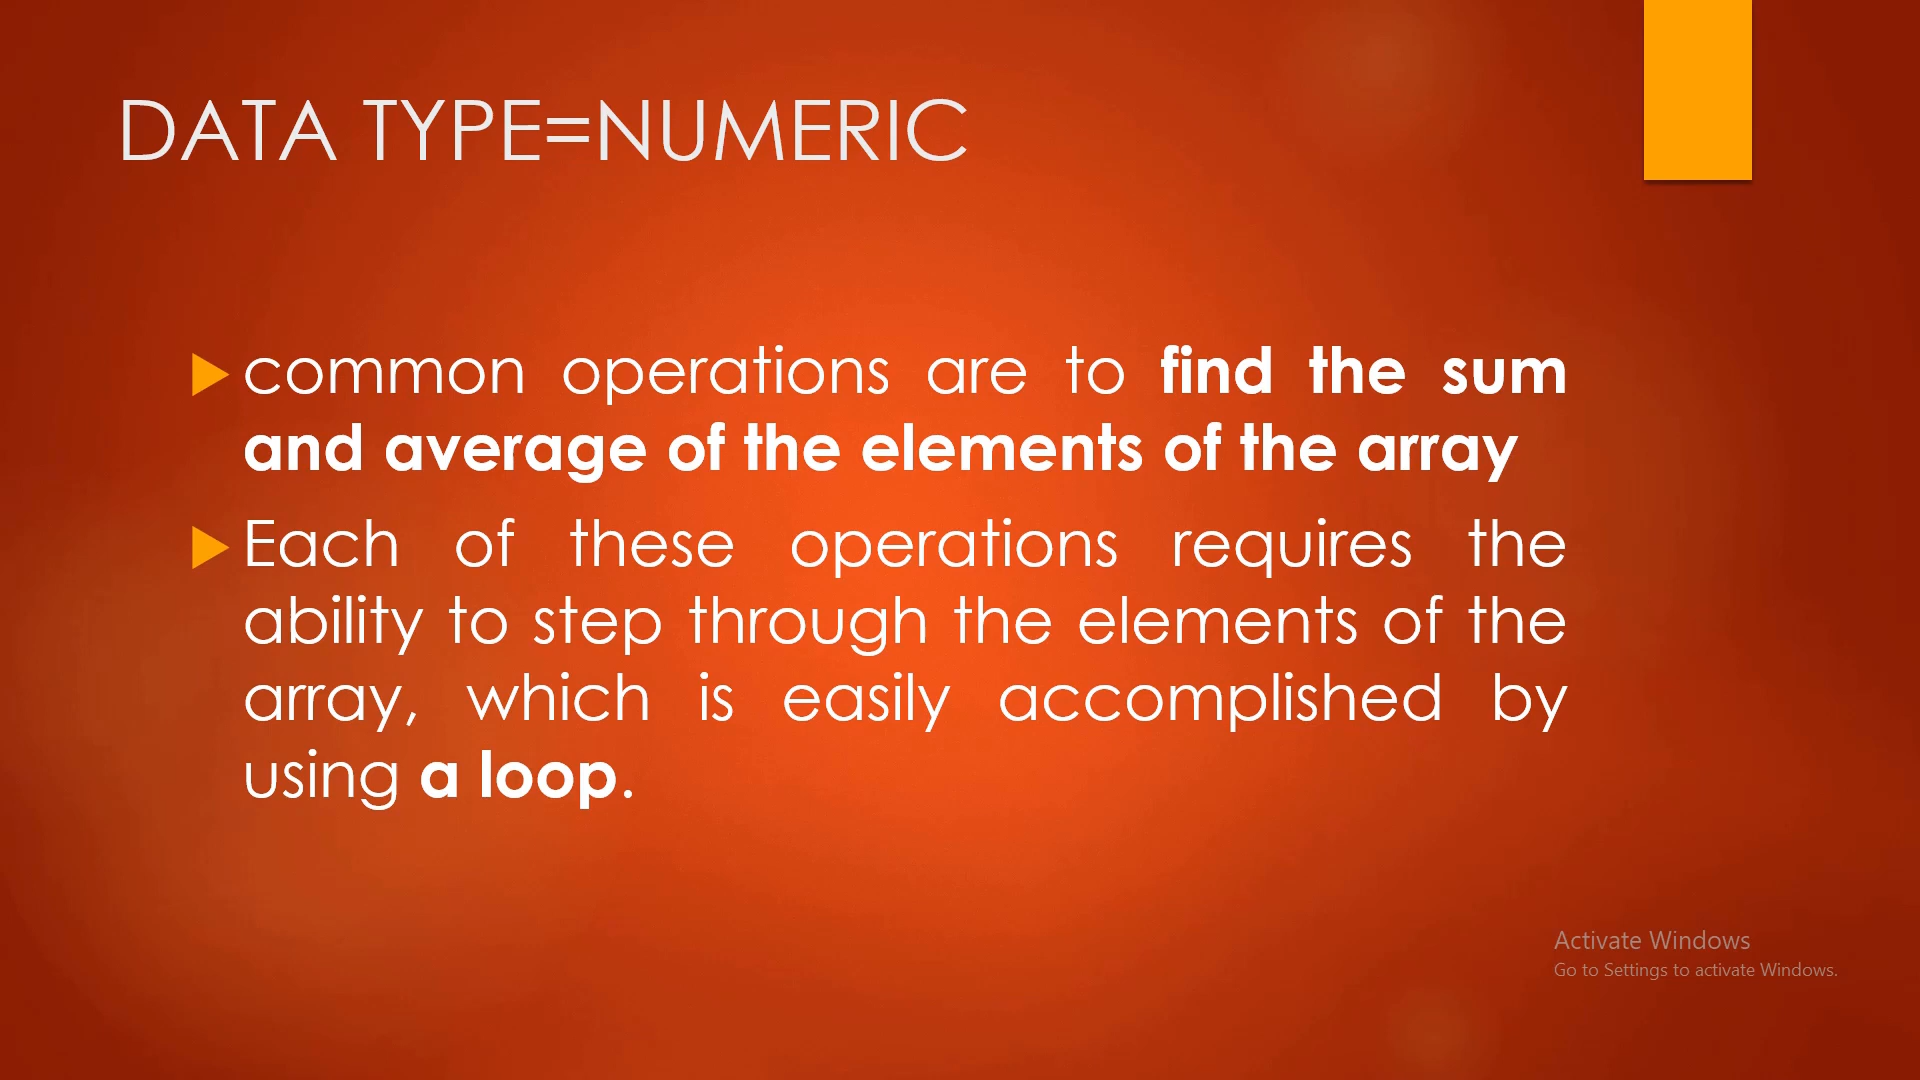 DATA TYPE=NUMERIC
common operations are to find the sum
and average of the elements of the array
Each of these operations requires the
ability to step through the elements of the
array, which is easily accomplished by
using a loop.
Activate Windows
Go to Settings to activate Windows.